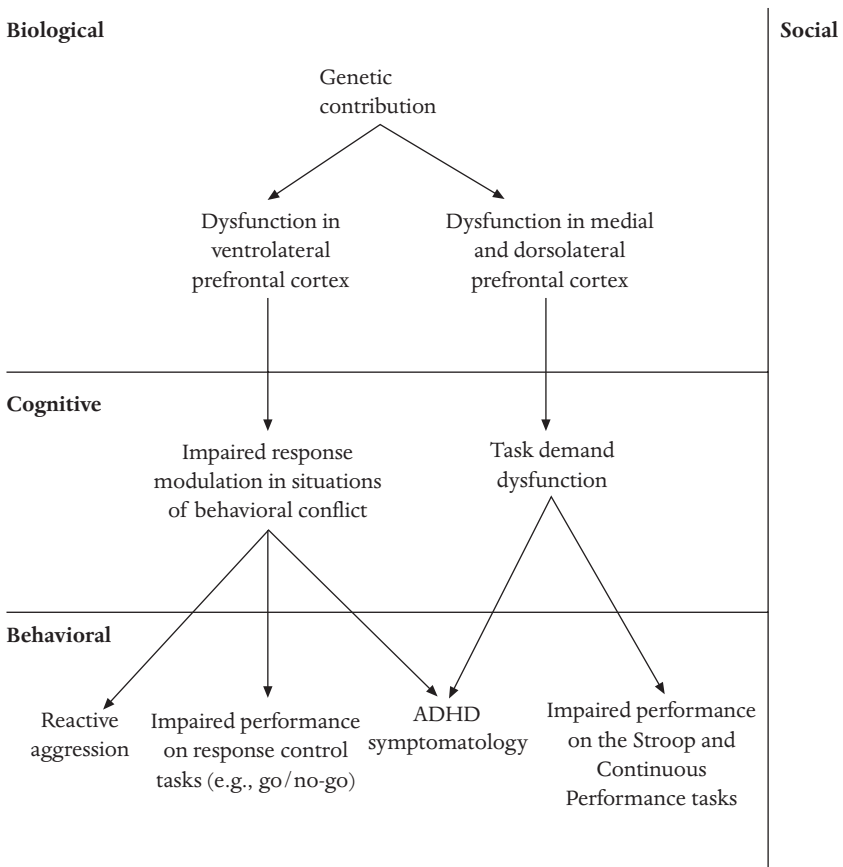 Biological
Social
Genetic
contribution
Dysfunction in
ventrolateral
prefrontal cortex
Dysfunction in medial
and dorsolateral
prefrontal cortex
Cognitive
Impaired response
modulation in situations
of behavioral conflict
Task demand
dysfunction
Behavioral
Reactive
aggression
Impaired performance
on response control
tasks (e.g., go/no-go)
ADHD
symptomatology
Impaired performance
on the Stroop and
Continuous
Performance tasks